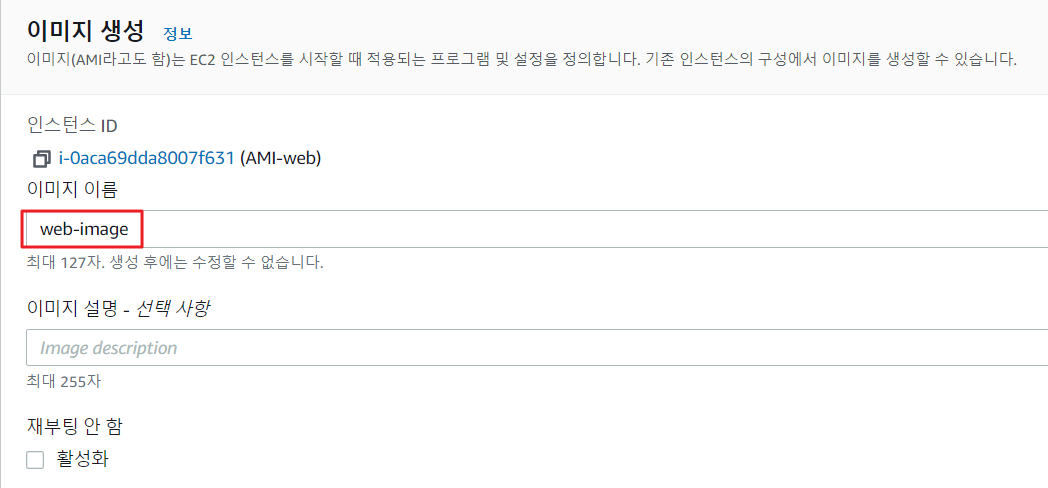 이미지 생성 정보
이미지(AMI라고도 함)는 EC2 인스턴스를 시작할 때 적용되는 프로그램 및 설정을 정의합니다. 기존 인스턴스의 구성에서 이미지를 생성할 수 있습니다.
인스턴스 ID
i-0aca69dda8007f631 (AMI-web)
이미지 이름
web-image
최대 127자. 생성 후에는 수정할 수 없습니다.
이미지 설명 - 선택 사항
Image description
최대 255자
재부팅 안 함
활성화